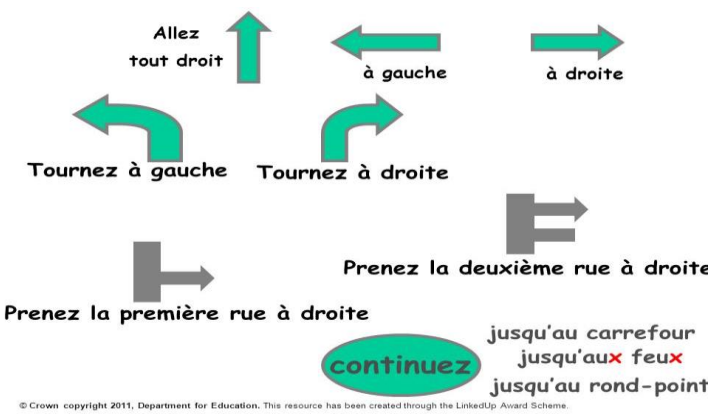 Allez
tout droit
à gauche
à droite
Tournez à gauche
Tournez à droite
Prenez la deuxième rue à droite
Prenez la première rue à droite
continuez
jusqu'au carrefour
jusqu'aux feux
jusqu'au rond-point
© Crown copyright 2011, Department for Education. This resource has been created through the LinkedUp Award Scheme.